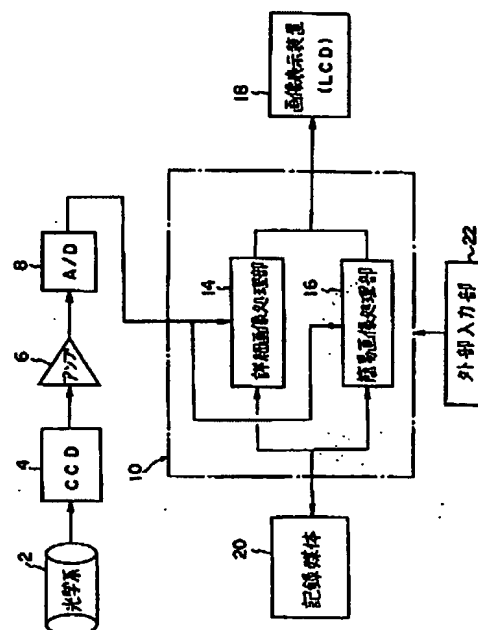 2
光学系
4
CCD
6
アンプ
8
A/D
10
14
詳細画像処理部
16
簡易画像処理部
18
画像表示装置
(LCD)
20
記録媒体
22
外部入力部